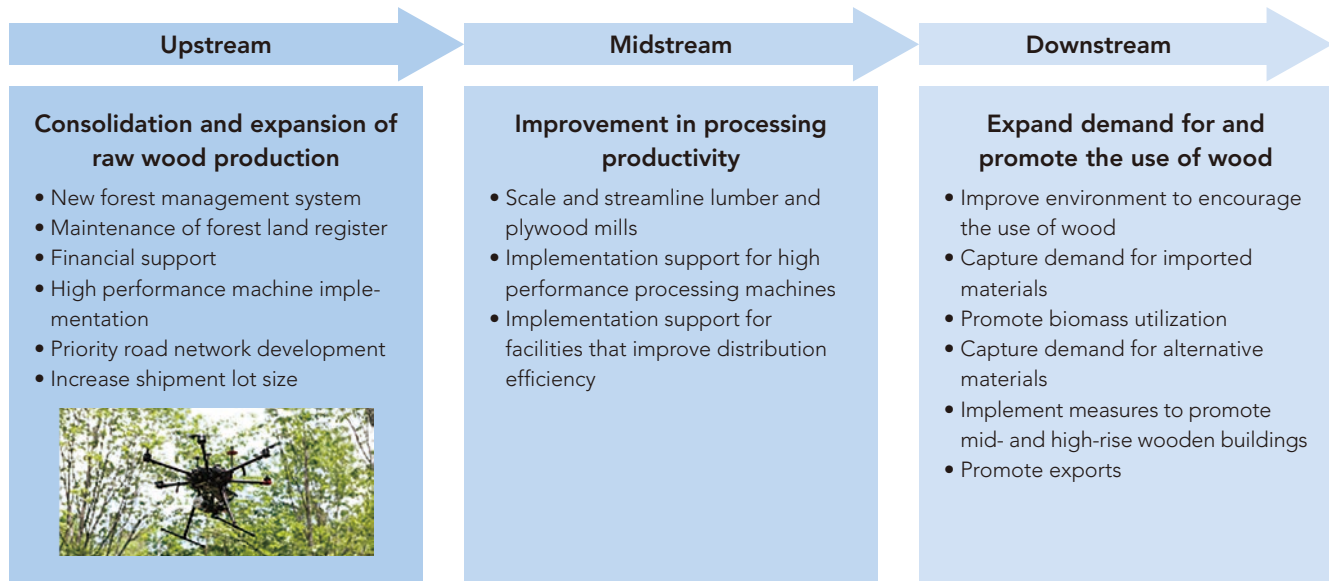 Upstream
Midstream
Downstream
Consolidation and expansion of
raw wood production
• New forest management system
• Maintenance of forest land register
• Financial support
• High performance machine imple-
mentation
• Priority road network development
• Increase shipment lot size
Improvement in processing
productivity
• Scale and streamline lumber and
plywood mills
• Implementation support for high
performance processing machines
• Implementation support for
facilities that improve distribution
efficiency
Expand demand for and
promote the use of wood
• Improve environment to encourage
the use of wood
• Capture demand for imported
materials
• Promote biomass utilization
• Capture demand for alternative
materials
• Implement measures to promote
mid- and high-rise wooden buildings
• Promote exports